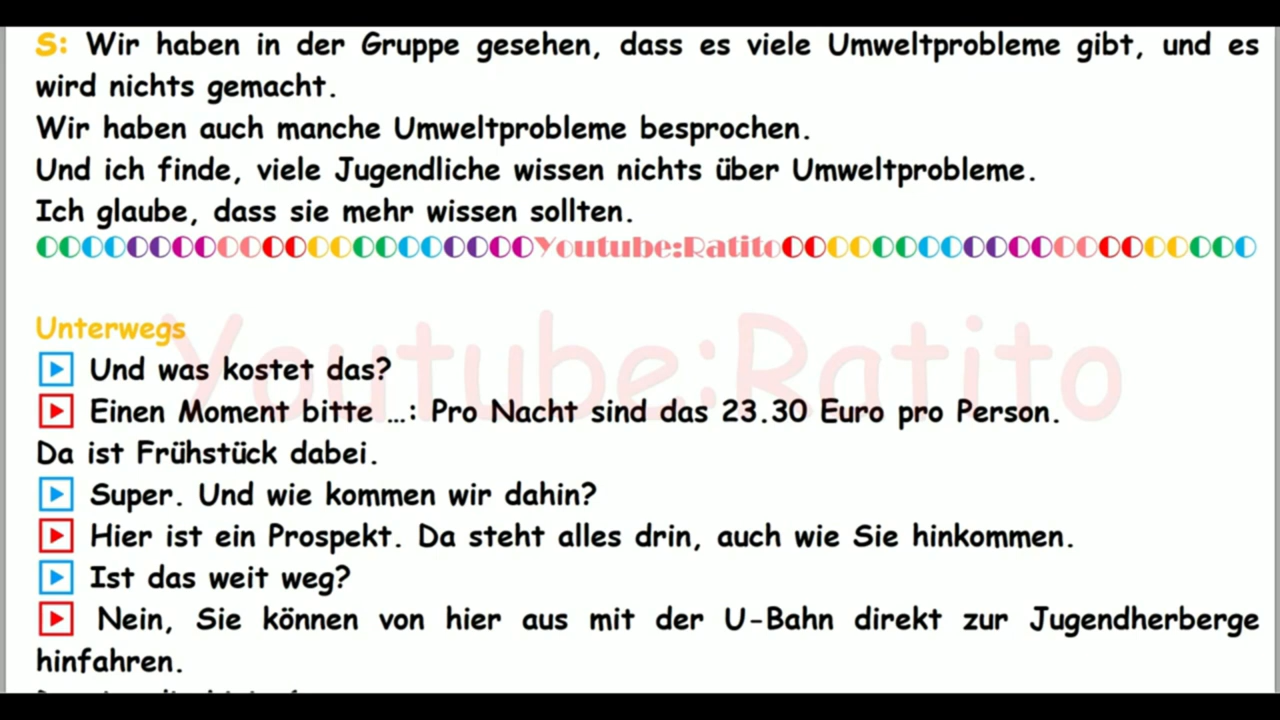 S: Wir haben in der Gruppe gesehen, dass es viele Umweltprobleme gibt, und es
wird nichts gemacht.
Wir haben auch manche Umweltprobleme besprochen.
Und ich finde, viele Jugendliche wissen nichts über Umweltprobleme.
Ich glaube, dass sie mehr wissen sollten.
Youtube:Ratito
Unterwegs
Youtube:Ratito
Und was kostet das?
Einen Moment bitte …: Pro Nacht sind das 23.30 Euro pro Person.
Da ist Frühstück dabei.
Super. Und wie kommen wir dahin?
Hier ist ein Prospekt. Da steht alles drin, auch wie Sie hinkommen.
Ist das weit weg?
Nein, Sie können von hier aus mit der U-Bahn direkt zur Jugendherberge
hinfahren.